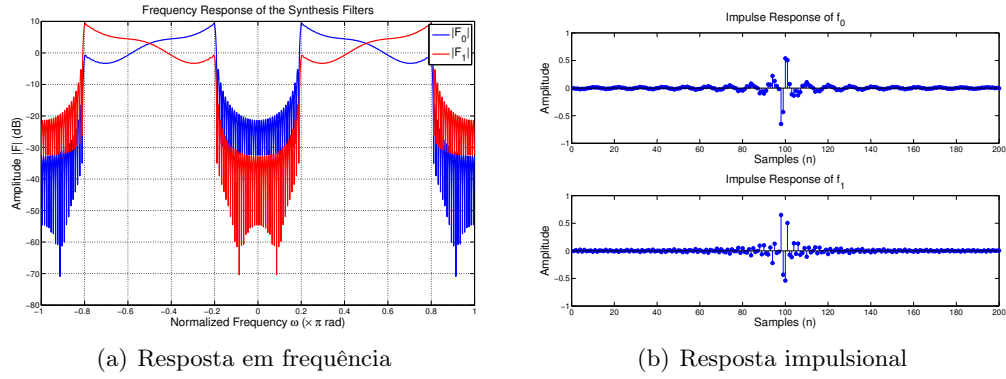 Frequency Response of the Synthesis Filters
10
0
−10
−20
−30
−40
−50
−60
−70
−80
Amplitude |F| (dB)
|F0|
|F1|
−1 −0.8 −0.6 −0.4 −0.2 0 0.2 0.4 0.6 0.8 1
Normalized Frequency ω (× π rad)
(a) Resposta em frequência
Impulse Response of f0
1
0.5
0
−0.5
−1
Amplitude
0 20 40 60 80 100 120 140 160 180 200
Samples (n)
Impulse Response of f1
1
0.5
0
−0.5
−1
Amplitude
0 20 40 60 80 100 120 140 160 180 200
Samples (n)
(b) Resposta impulsional